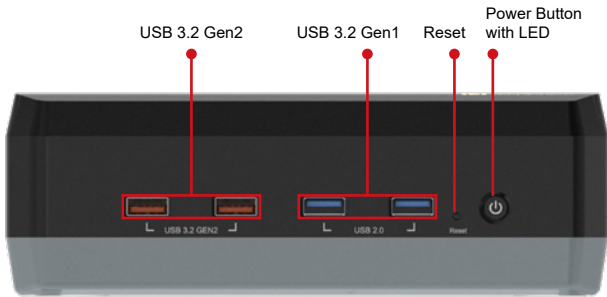 USB 3.2 Gen2
USB 3.2 Gen1
Reset
Power Button
with LED
USB 3.2 GEN2
USB 2.0
Reset